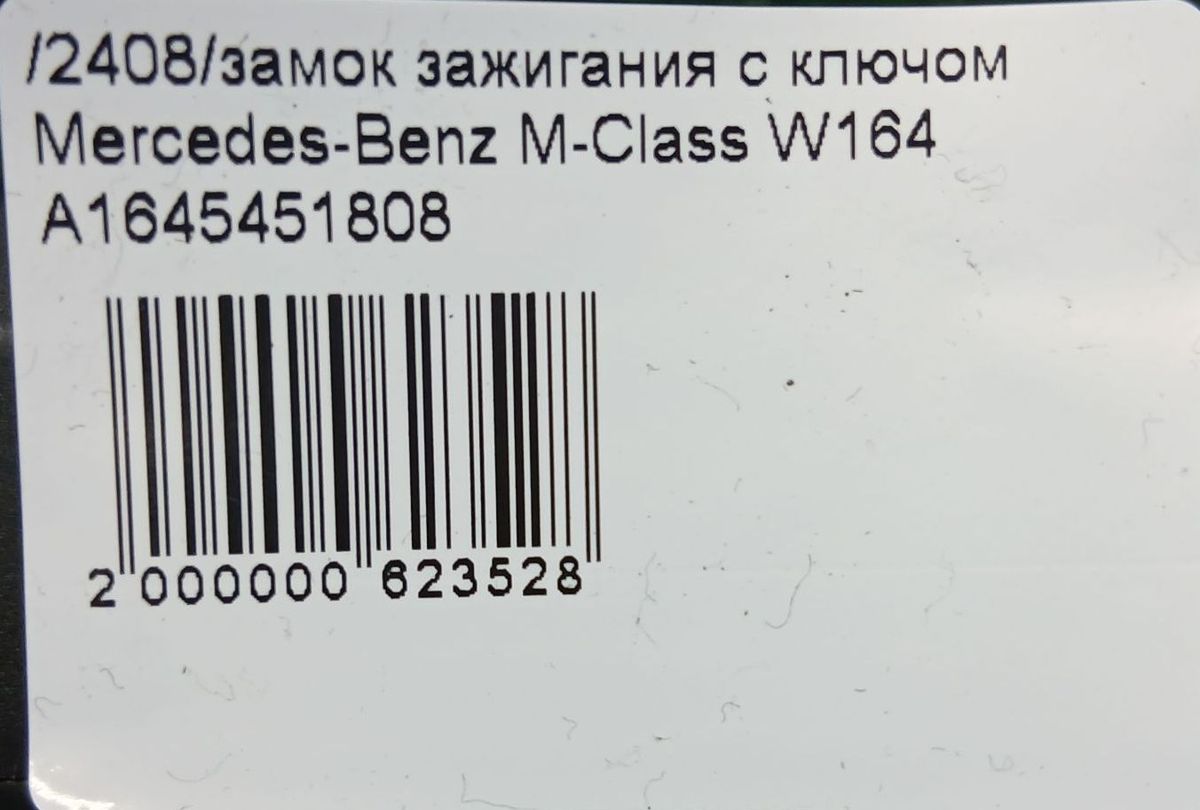 /2408/замок зажигания с ключом
Mercedes-Benz M-Class W164
A1645451808
2 000000 623528